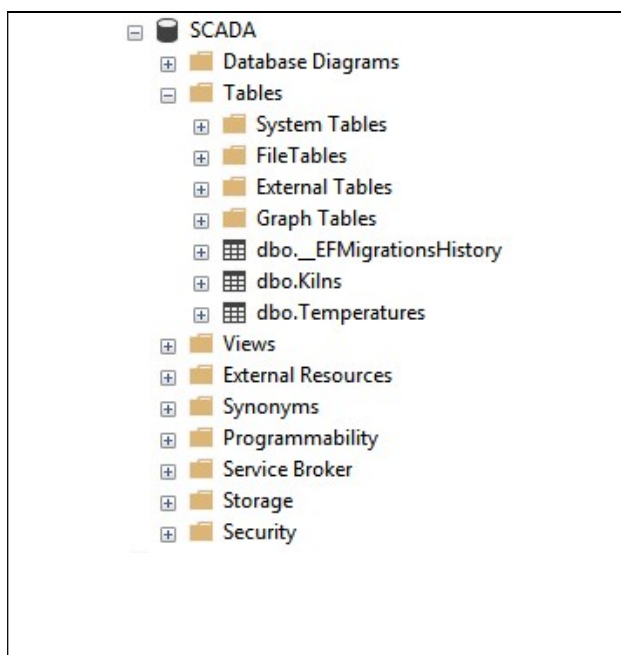 SCADA
Database Diagrams
Tables
System Tables
FileTables
External Tables
Graph Tables
dbo.__EFMigrationsHistory
dbo.Kilns
dbo.Temperatures
Views
External Resources
Synonyms
Programmability
Service Broker
Storage
Security